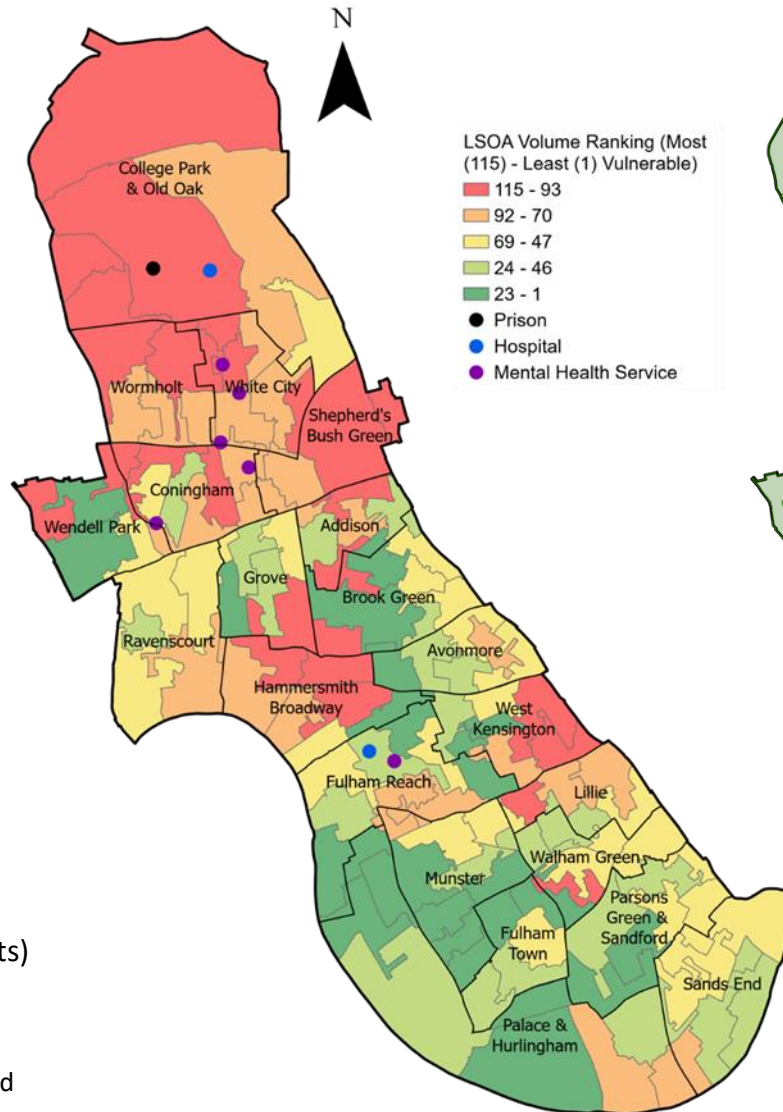 N
LSOA Volume Ranking (Most
(115) - Least (1) Vulnerable)
115 - 93
92 - 70
69 - 47
24 - 46
23 - 1
Prison
Hospital
Mental Health Service
College Park
& Old Oak
Wormholt
White City
Shepherd's
Bush Green
Coningham
Wendell Park
Addison
Grove
Brook Green
Ravenscourt
Avonmore
Hammersmith
Broadway
West
Kensington
Fulham Reach
Lillie
Walham Green
Munster
Parsons
Green &
Sandford
Fulham
Town
Sands End
Palace &
Hurlingham
ts)
d